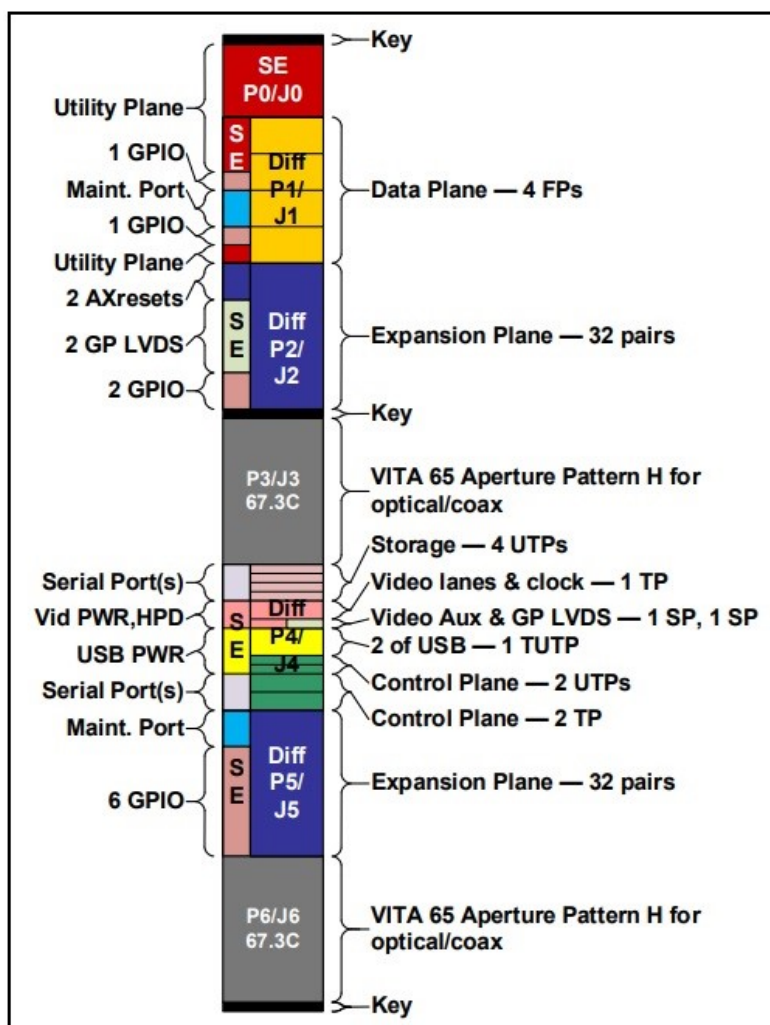 Key
SE
P0/J0
Utility Plane
S
E
1 GPIO
Diff
P1/
J1
Data Plane — 4 FPs
Maint. Port
1 GPIO
Utility Plane
2 AXresets
S
E
2 GP LVDS
Diff
P2/
J2
Expansion Plane — 32 pairs
2 GPIO
Key
P3/J3
67.3C
VITA 65 Aperture Pattern H for
optical/coax
Storage — 4 UTPs
Serial Port(s)
Video lanes & clock — 1 TP
Vid PWR,HPD
S
E
Diff
P4/
J4
Video Aux & GP LVDS — 1 SP, 1 SP
USB PWR
2 of USB — 1 TUTP
Control Plane — 2 UTPs
Serial Port(s)
Control Plane — 2 TP
Maint. Port
S
E
Diff
P5/
J5
6 GPIO
Expansion Plane — 32 pairs
P6/J6
67.3C
VITA 65 Aperture Pattern H for
optical/coax
Key